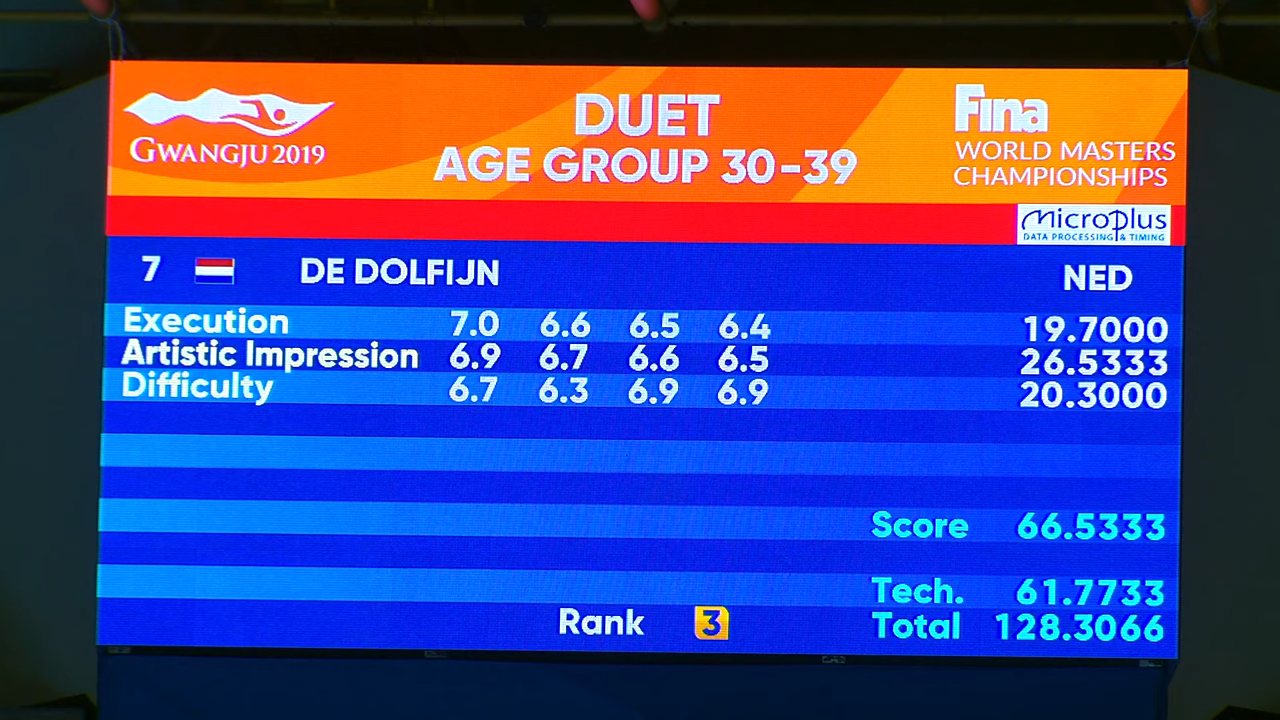 GWANGJU 2019
DUET
AGE GROUP 30-39
Fina
WORLD MASTERS
CHAMPIONSHIPS
Microplus
DATA PROCESSING & TIMING
7 DE DOLFIJN NED
Execution 7.0 6.6 6.5 6.4 19.7000
Artistic Impression 6.9 6.7 6.6 6.5 26.5333
Difficulty 6.7 6.3 6.9 6.9 20.3000
Score 66.5333
Tech. 61.7733
Rank 3 Total 128.3066